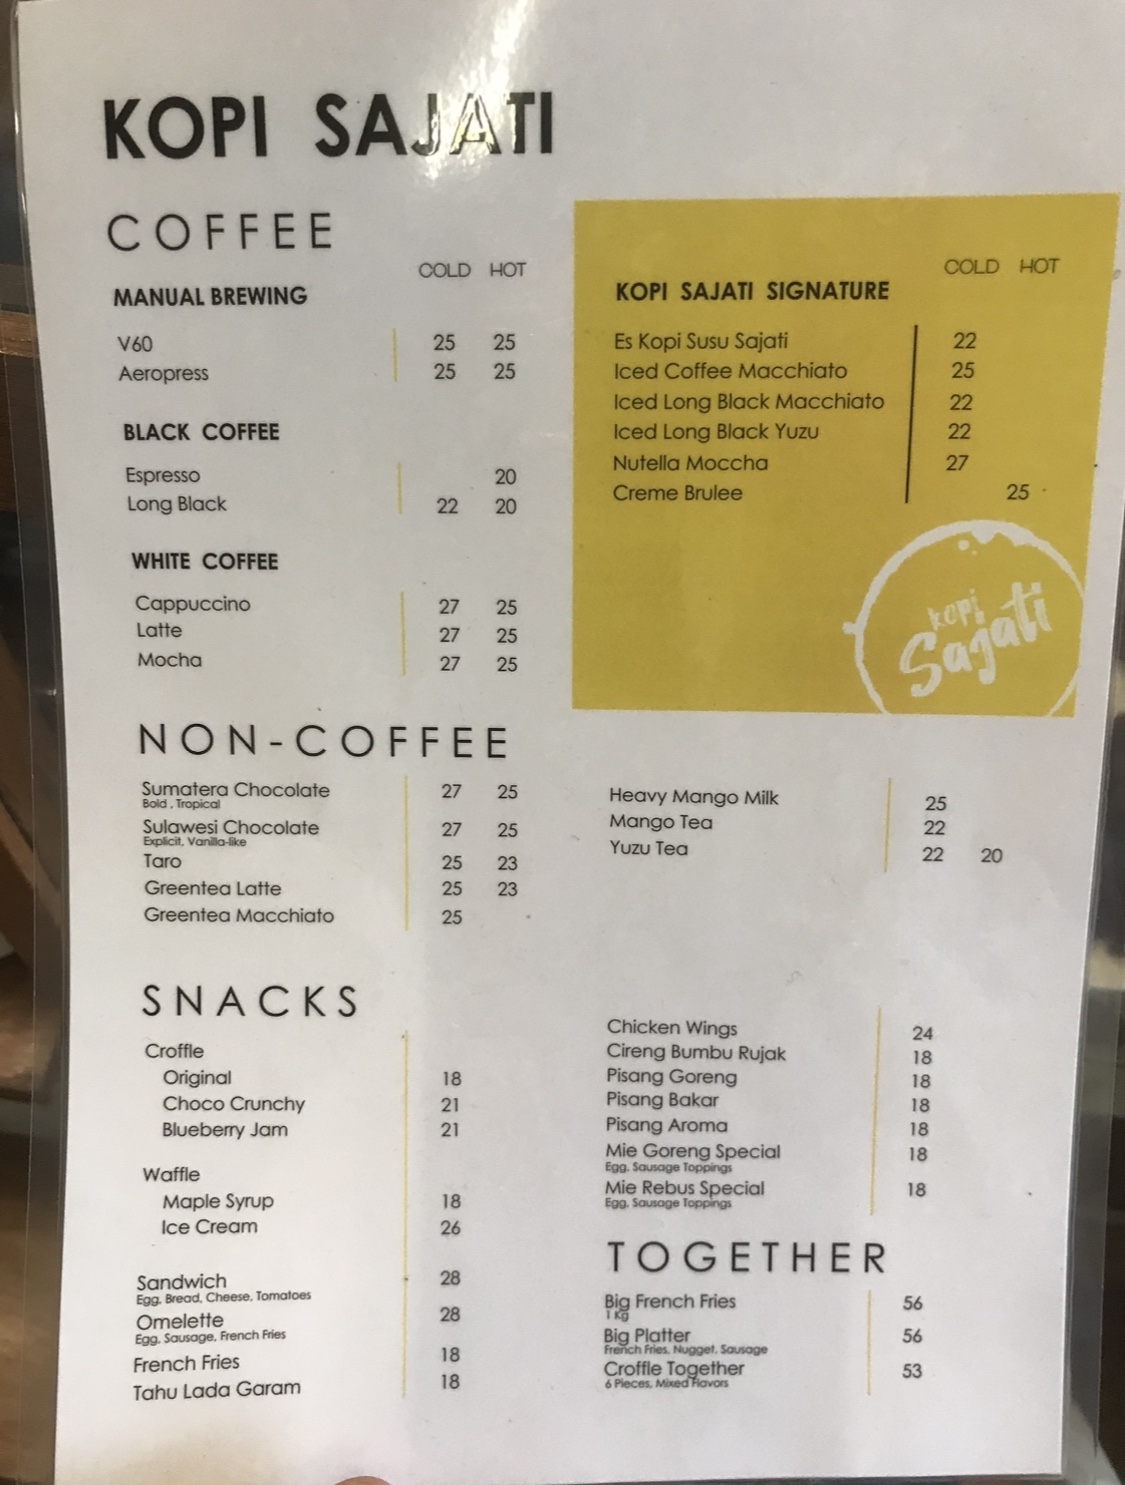 KOPI SAJATI
COFFEE
COLD HOT
MANUAL BREWING
V60 25 25
Aeropress 25 25
BLACK COFFEE
Espresso 20
Long Black 22 20
WHITE COFFEE
Cappuccino 27 25
Latte 27 25
Mocha 27 25
COLD HOT
KOPI SAJATI SIGNATURE
Es Kopi Susu Sajati 22
Iced Coffee Macchiato 25
Iced Long Black Macchiato 22
Iced Long Black Yuzu 22
Nutella Moccha 27
Creme Brulee 25
kopi
Sajati
NON-COFFEE
Sumatera Chocolate 27 25
Bold , Tropical
Sulawesi Chocolate 27 25
Explicit, Vanilla-like
Taro 25 23
Greentea Latte 25 23
Greentea Macchiato 25
Heavy Mango Milk 25
Mango Tea 22
Yuzu Tea 22 20
SNACKS
Croffle
Original 18
Choco Crunchy 21
Blueberry Jam 21
Waffle
Maple Syrup 18
Ice Cream 26
Sandwich 28
Egg, Bread, Cheese, Tomatoes
Omelette 28
Egg, Sausage, French Fries
French Fries 18
Tahu Lada Garam 18
Chicken Wings 24
Cireng Bumbu Rujak 18
Pisang Goreng 18
Pisang Bakar 18
Pisang Aroma 18
Mie Goreng Special 18
Egg, Sausage Toppings
Mie Rebus Special 18
Egg, Sausage Toppings
TOGETHER
Big French Fries 56
1 Kg
Big Platter 56
French Fries, Nugget, Sausage
Croffle Together 53
6 Pieces, Mixed Flavors